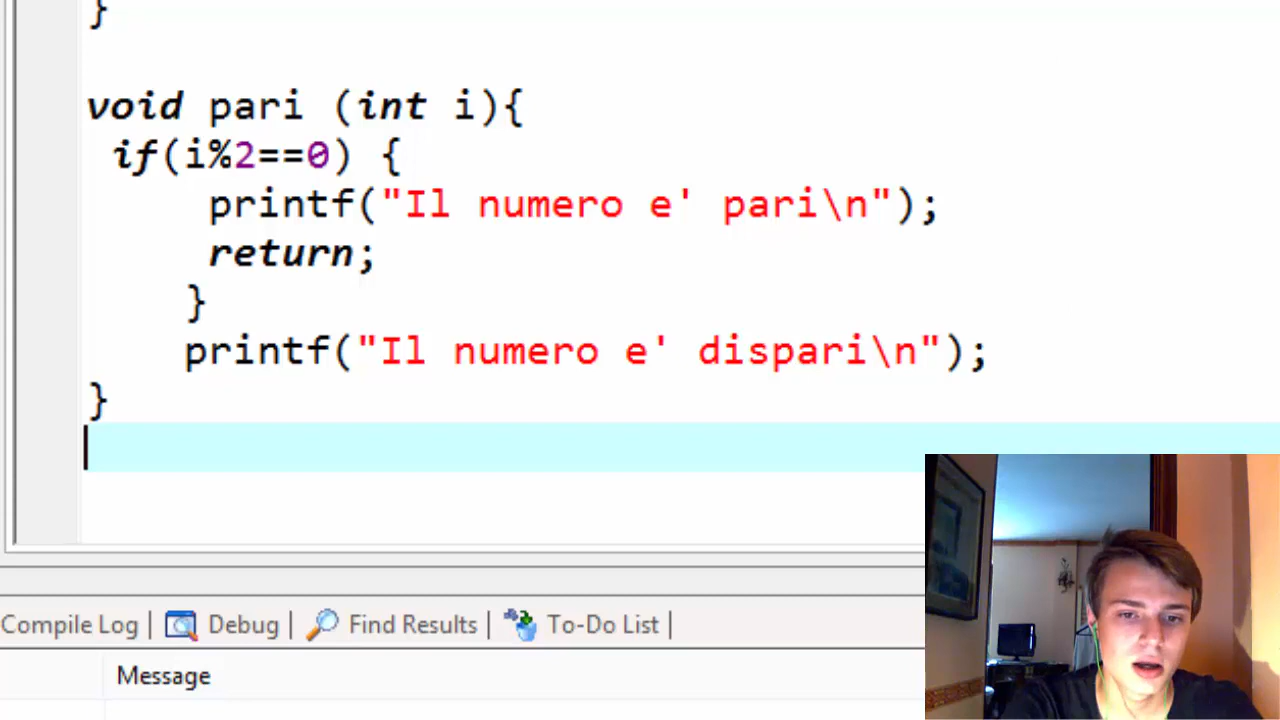 }
void pari (int i){
if(i%2==0) {
printf("Il numero e' pari\n");
return;
}
printf("Il numero e' dispari\n");
}
Compile Log | Debug | Find Results | To-Do List |
Message